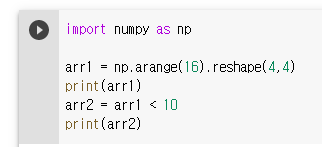 import numpy as np
arr1 = np.arange(16).reshape(4,4)
print(arr1)
arr2 = arr1 < 10
print(arr2)